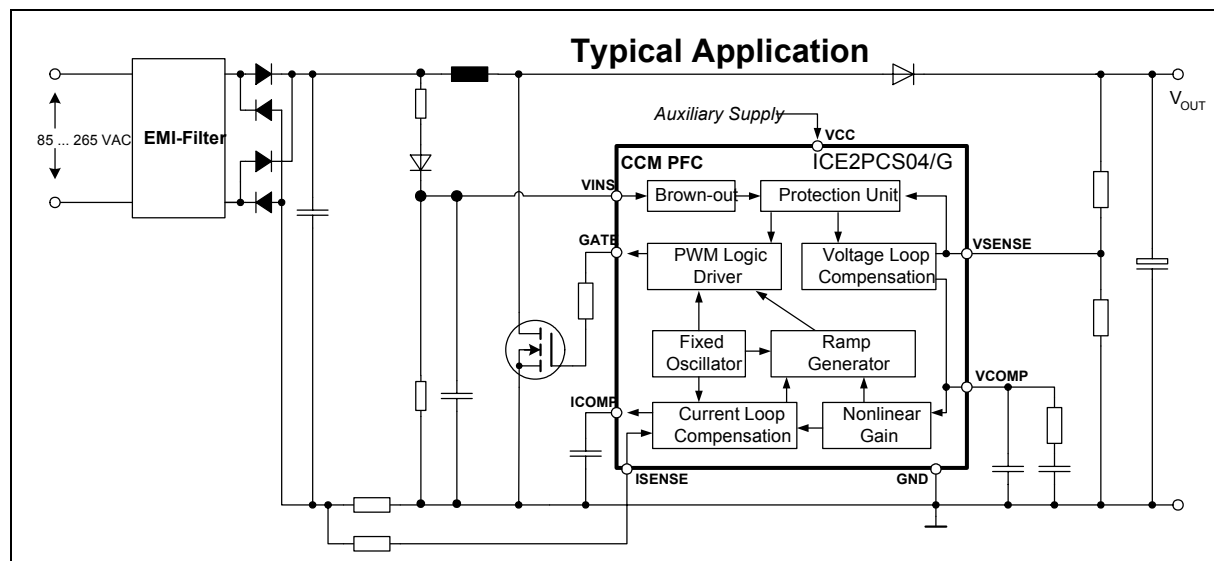 Typical Application
85 ... 265 VAC
EMI-Filter
V_OUT
Auxiliary Supply
VCC
CCM PFC
ICE2PCS04/G
VINS
Brown-out
Protection Unit
GATE
PWM Logic
Driver
Voltage Loop
Compensation
VSENSE
Fixed
Oscillator
Ramp
Generator
VCOMP
ICOMP
Current Loop
Compensation
Nonlinear
Gain
ISENSE
GND